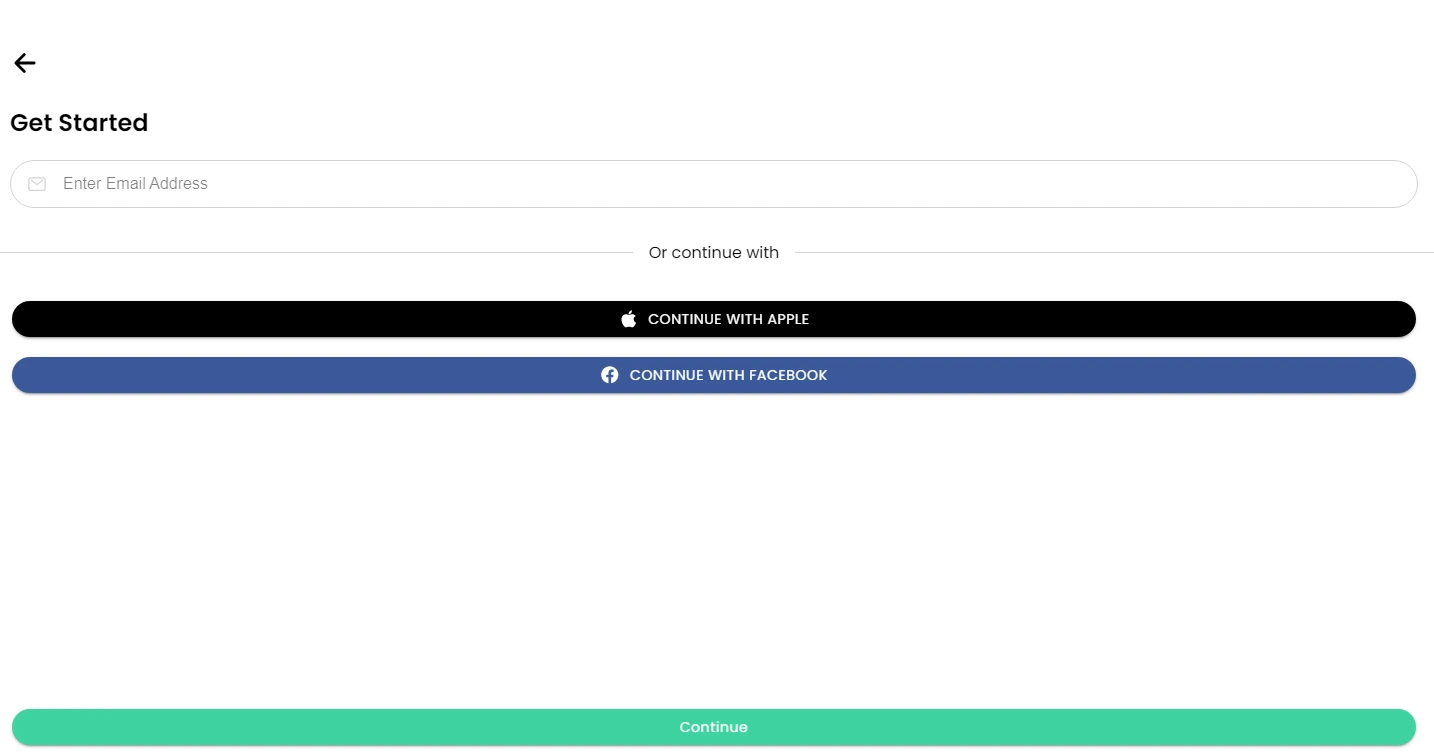 Get Started
Enter Email Address
Or continue with
CONTINUE WITH APPLE
CONTINUE WITH FACEBOOK
Continue